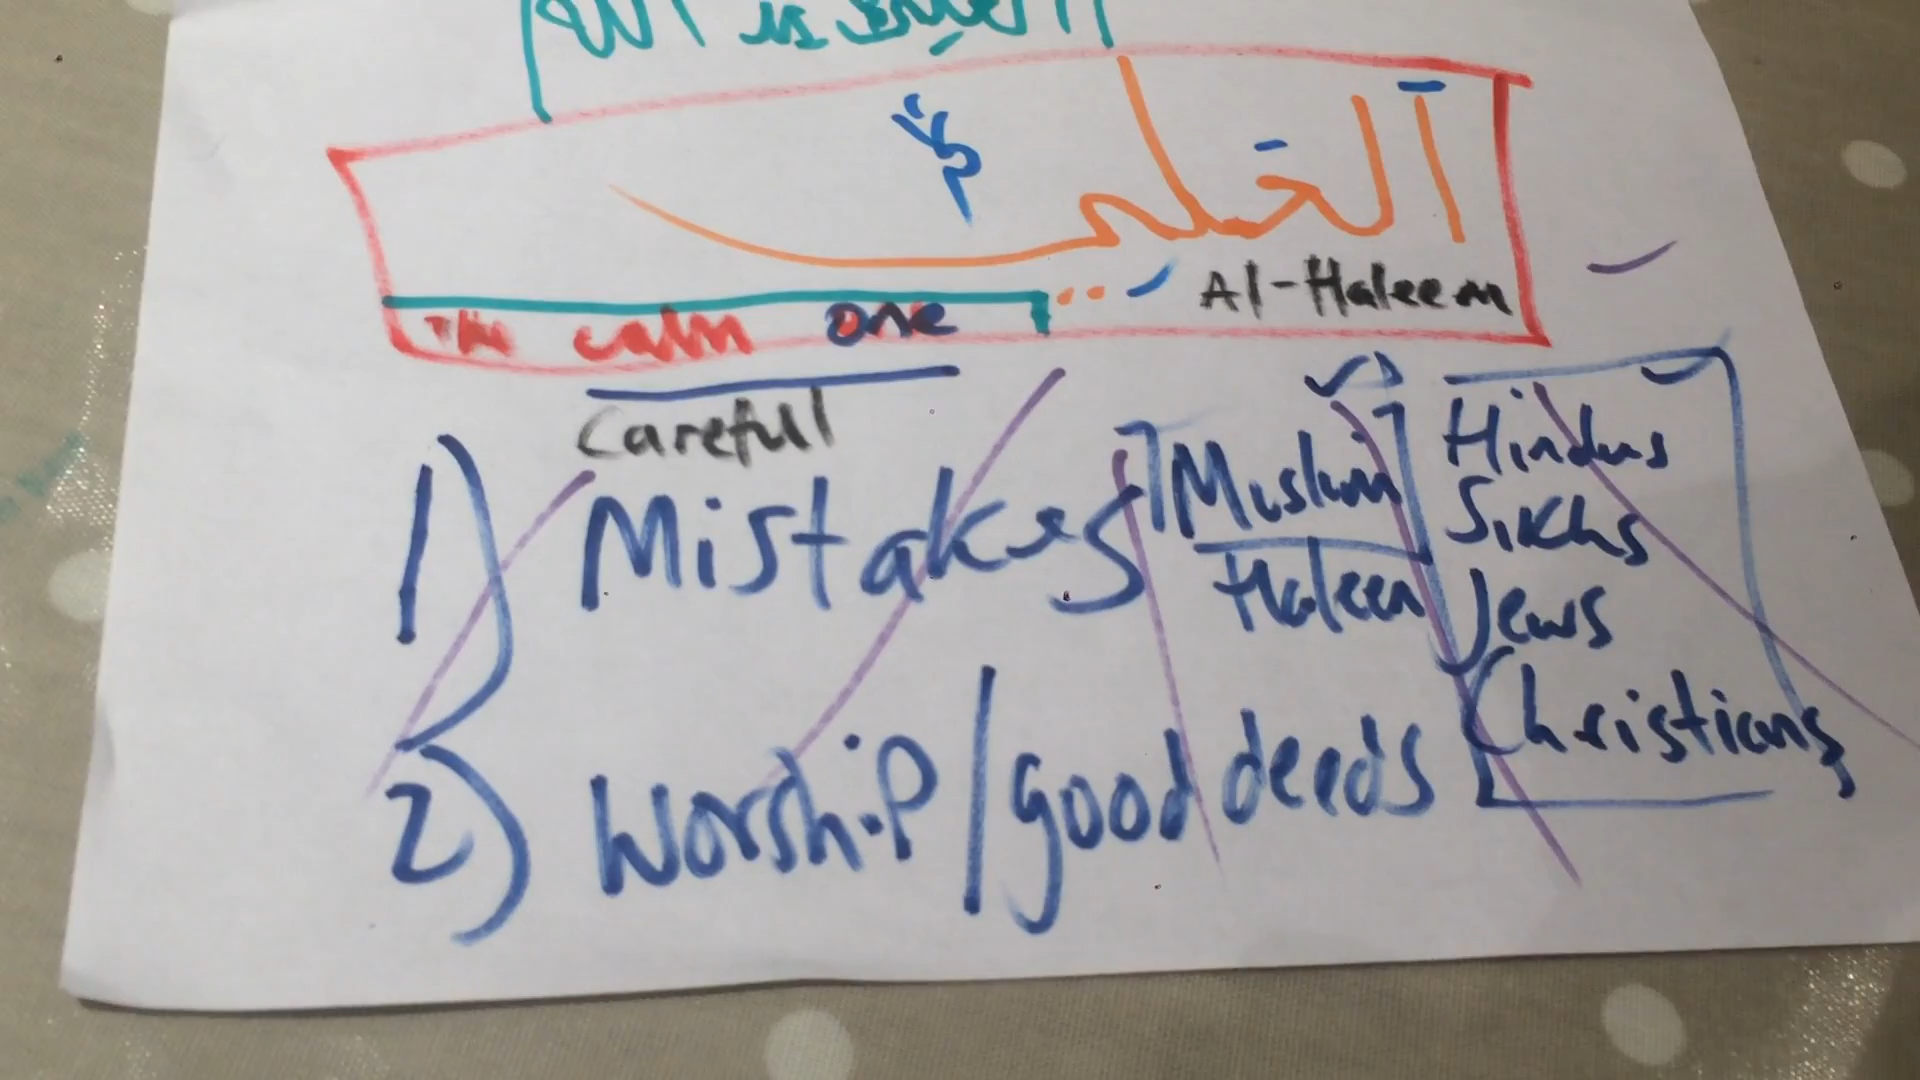 الحليم
Al-Haleem
The calm one
Careful
1) Mistakes
Muslim
Haleem
Hindus
Sikhs
Jews
Christians
2) Worship/good deeds